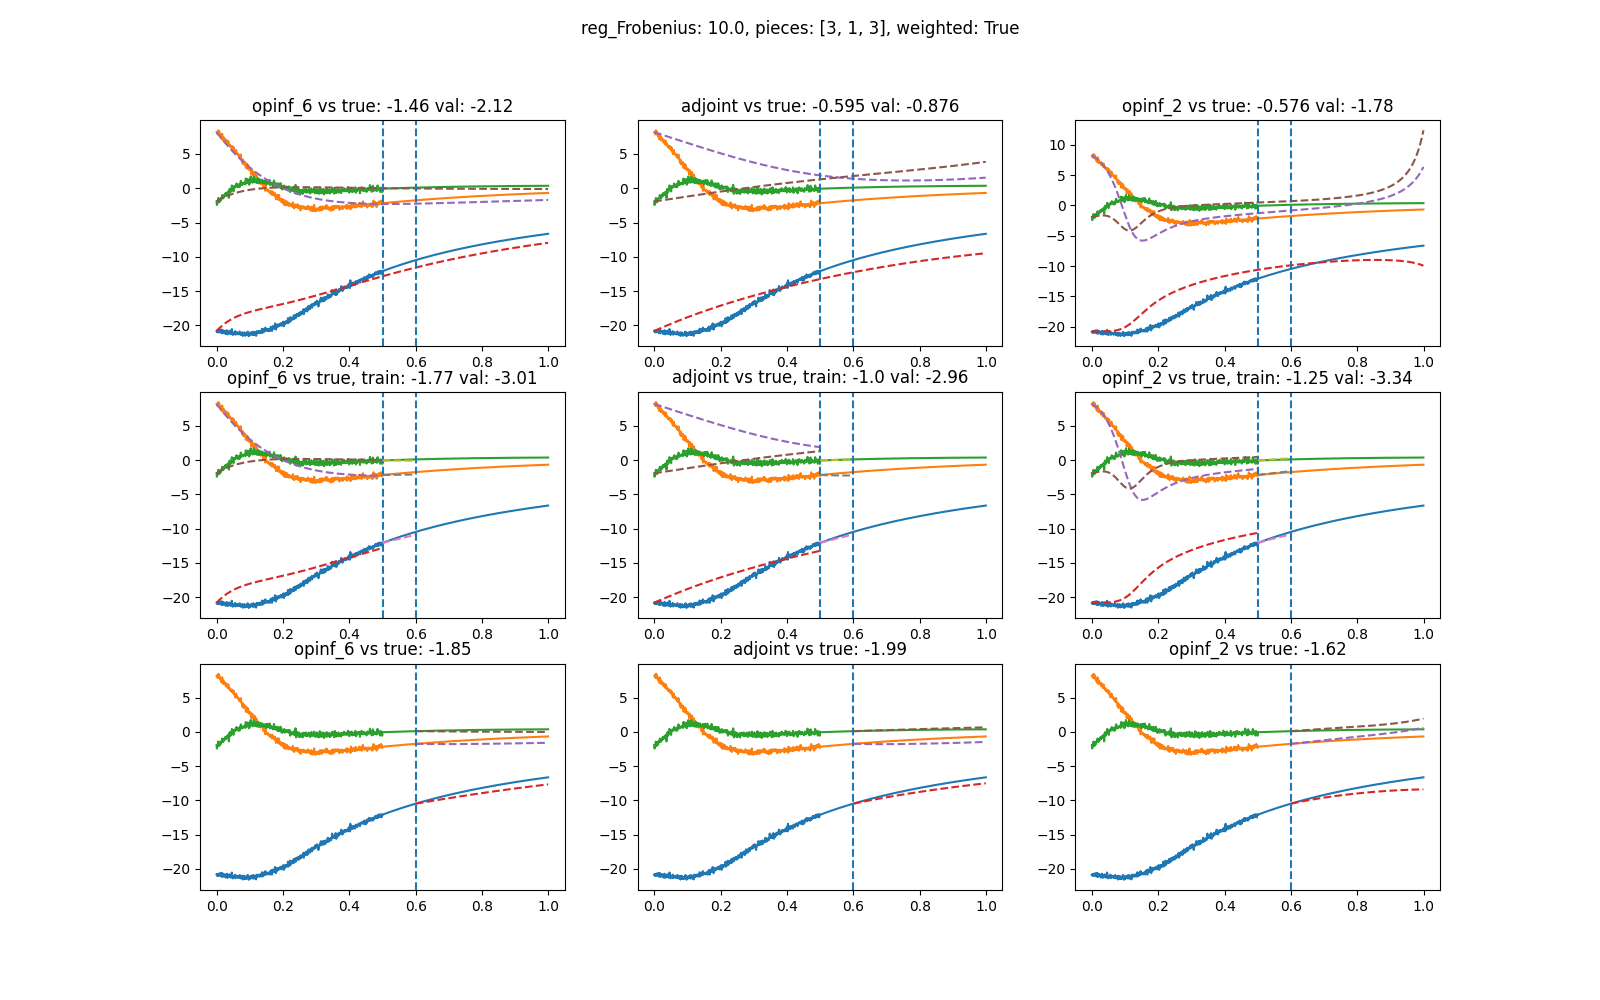 reg_Frobenius: 10.0, pieces: [3, 1, 3], weighted: True
opinf_6 vs true: -1.46 val: -2.12
adjoint vs true: -0.595 val: -0.876
opinf_2 vs true: -0.576 val: -1.78
5
0
−5
−10
−15
−20
0.0 0.2 0.4 0.6 0.8 1.0
5
0
−5
−10
−15
−20
0.0 0.2 0.4 0.6 0.8 1.0
10
5
0
−5
−10
−15
−20
0.0 0.2 0.4 0.6 0.8 1.0
opinf_6 vs true, train: -1.77 val: -3.01
adjoint vs true, train: -1.0 val: -2.96
opinf_2 vs true, train: -1.25 val: -3.34
5
0
−5
−10
−15
−20
0.0 0.2 0.4 0.6 0.8 1.0
5
0
−5
−10
−15
−20
0.0 0.2 0.4 0.6 0.8 1.0
5
0
−5
−10
−15
−20
0.0 0.2 0.4 0.6 0.8 1.0
opinf_6 vs true: -1.85
adjoint vs true: -1.99
opinf_2 vs true: -1.62
5
0
−5
−10
−15
−20
0.0 0.2 0.4 0.6 0.8 1.0
5
0
−5
−10
−15
−20
0.0 0.2 0.4 0.6 0.8 1.0
5
0
−5
−10
−15
−20
0.0 0.2 0.4 0.6 0.8 1.0